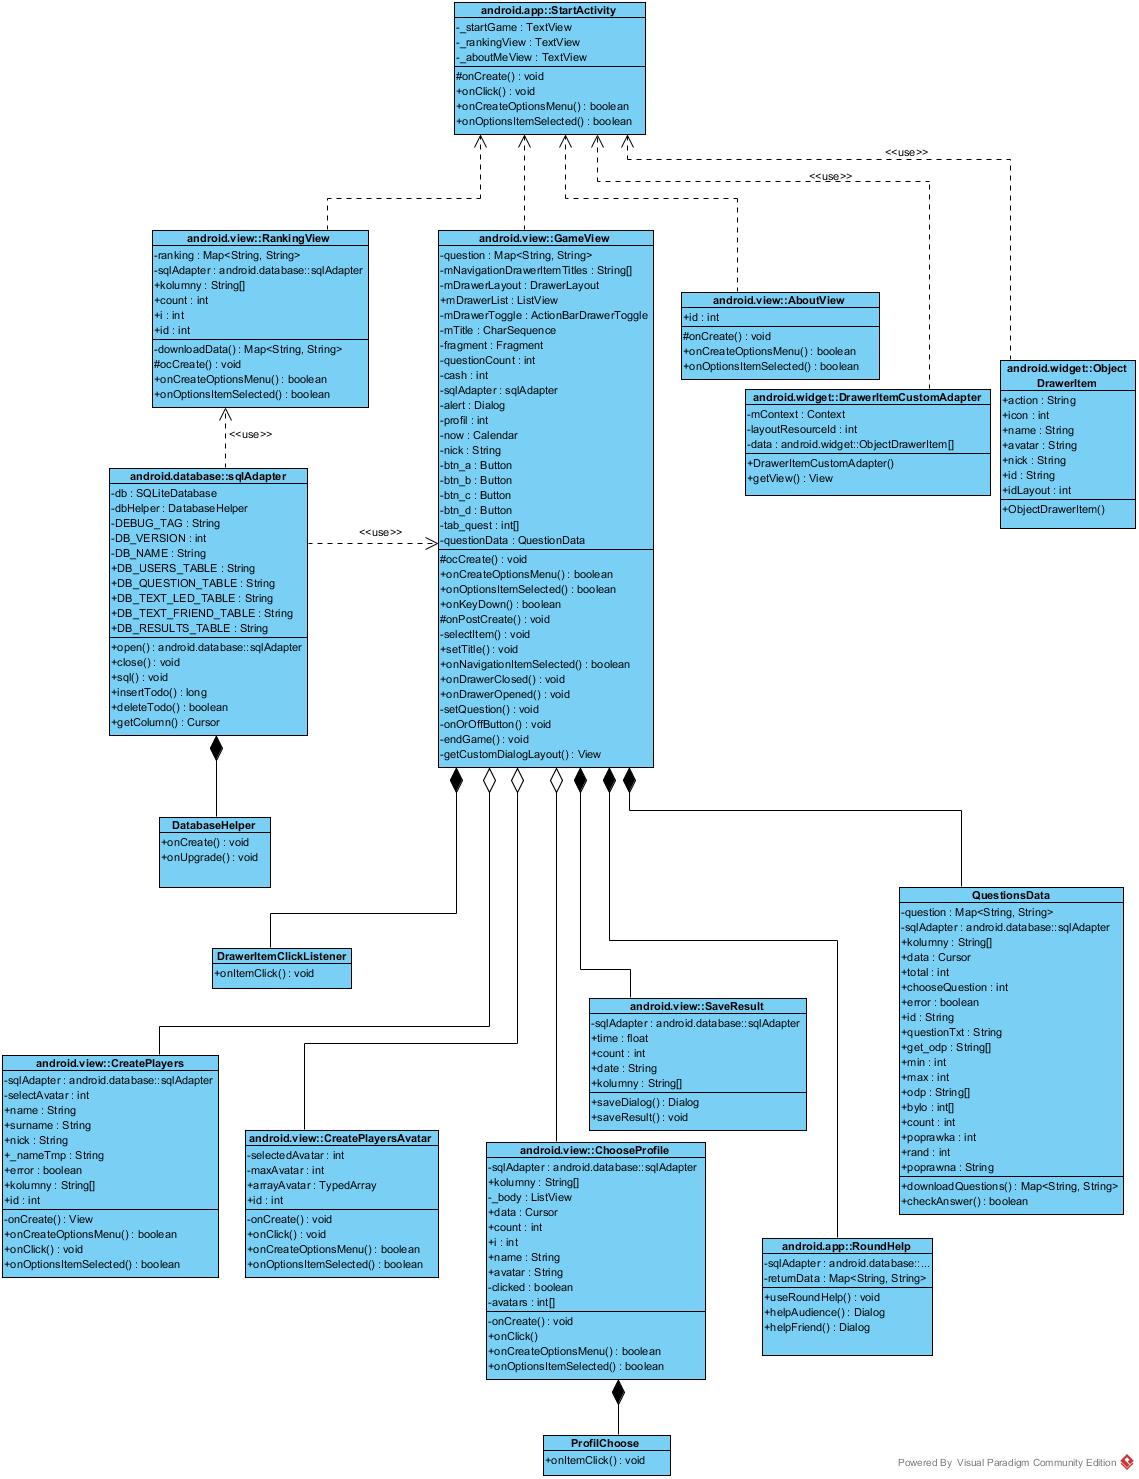 android.app::StartActivity
-_startGame : TextView
-_rankingView : TextView
-_aboutMeView : TextView
#onCreate() : void
+onClick() : void
+onCreateOptionsMenu() : boolean
+onOptionsItemSelected() : boolean
<<use>>
<<use>>
android.view::RankingView
-ranking : Map<String, String>
-sqlAdapter : android.database::sqlAdapter
+kolumny : String[]
+count : int
+i : int
+id : int
-downloadData() : Map<String, String>
#ocCreate() : void
+onCreateOptionsMenu() : boolean
+onOptionsItemSelected() : boolean
android.view::GameView
-question : Map<String, String>
-mNavigationDrawerItemTitles : String[]
-mDrawerLayout : DrawerLayout
+mDrawerList : ListView
-mDrawerToggle : ActionBarDrawerToggle
-mTitle : CharSequence
-fragment : Fragment
-questionCount : int
-cash : int
-sqlAdapter : sqlAdapter
-alert : Dialog
-profil : int
-now : Calendar
-nick : String
-btn_a : Button
-btn_b : Button
-btn_c : Button
-btn_d : Button
-tab_quest : int[]
-questionData : QuestionData
#ocCreate() : void
+onCreateOptionsMenu() : boolean
+onOptionsItemSelected() : boolean
+onKeyDown() : boolean
#onPostCreate() : void
-selectItem() : void
+setTitle() : void
+onNavigationItemSelected() : boolean
+onDrawerClosed() : void
+onDrawerOpened() : void
-setQuestion() : void
-onOrOffButton() : void
-endGame() : void
-getCustomDialogLayout() : View
android.view::AboutView
+id : int
#onCreate() : void
+onCreateOptionsMenu() : boolean
+onOptionsItemSelected() : boolean
android.widget::DrawerItemCustomAdapter
-mContext : Context
-layoutResourceId : int
-data : android.widget::ObjectDrawerItem[]
+DrawerItemCustomAdapter()
+getView() : View
android.widget::Object
DrawerItem
+action : String
+icon : int
+name : String
+avatar : String
+nick : String
+id : String
+idLayout : int
+ObjectDrawerItem()
<<use>>
android.database::sqlAdapter
-db : SQLiteDatabase
-dbHelper : DatabaseHelper
-DEBUG_TAG : String
-DB_VERSION : int
-DB_NAME : String
+DB_USERS_TABLE : String
+DB_QUESTION_TABLE : String
+DB_TEXT_LED_TABLE : String
+DB_TEXT_FRIEND_TABLE : String
+DB_RESULTS_TABLE : String
+open() : android.database::sqlAdapter
+close() : void
+sql() : void
+insertTodo() : long
+deleteTodo() : boolean
+getColumn() : Cursor
<<use>>
DatabaseHelper
+onCreate() : void
+onUpgrade() : void
DrawerItemClickListener
+onItemClick() : void
QuestionsData
-question : Map<String, String>
-sqlAdapter : android.database::sqlAdapter
+kolumny : String[]
+data : Cursor
+total : int
+chooseQuestion : int
+error : boolean
+id : String
+questionTxt : String
+get_odp : String[]
+min : int
+max : int
+odp : String[]
+bylo : int[]
+count : int
+poprawka : int
+rand : int
+poprawna : String
+downloadQuestions() : Map<String, String>
+checkAnswer() : boolean
android.view::SaveResult
-sqlAdapter : android.database::sqlAdapter
+time : float
+count : int
+date : String
+kolumny : String[]
+saveDialog() : Dialog
+saveResult() : void
android.view::CreatePlayers
-sqlAdapter : android.database::sqlAdapter
-selectAvatar : int
+name : String
+surname : String
+nick : String
+_nameTmp : String
+error : boolean
+kolumny : String[]
+id : int
-onCreate() : View
+onCreateOptionsMenu() : boolean
+onClick() : void
+onOptionsItemSelected() : boolean
android.view::CreatePlayersAvatar
-selectedAvatar : int
-maxAvatar : int
+arrayAvatar : TypedArray
+id : int
-onCreate() : void
+onClick() : void
+onCreateOptionsMenu() : boolean
+onOptionsItemSelected() : boolean
android.view::ChooseProfile
-sqlAdapter : android.database::sqlAdapter
+kolumny : String[]
-_body : ListView
+data : Cursor
+count : int
+i : int
+name : String
+avatar : String
-clicked : boolean
-avatars : int[]
-onCreate() : void
+onClick()
+onCreateOptionsMenu() : boolean
+onOptionsItemSelected() : boolean
android.app::RoundHelp
-sqlAdapter : android.database::...
-returnData : Map<String, String>
+useRoundHelp() : void
+helpAudience() : Dialog
+helpFriend() : Dialog
ProfilChoose
+onItemClick() : void
Powered By Visual Paradigm Community Edition